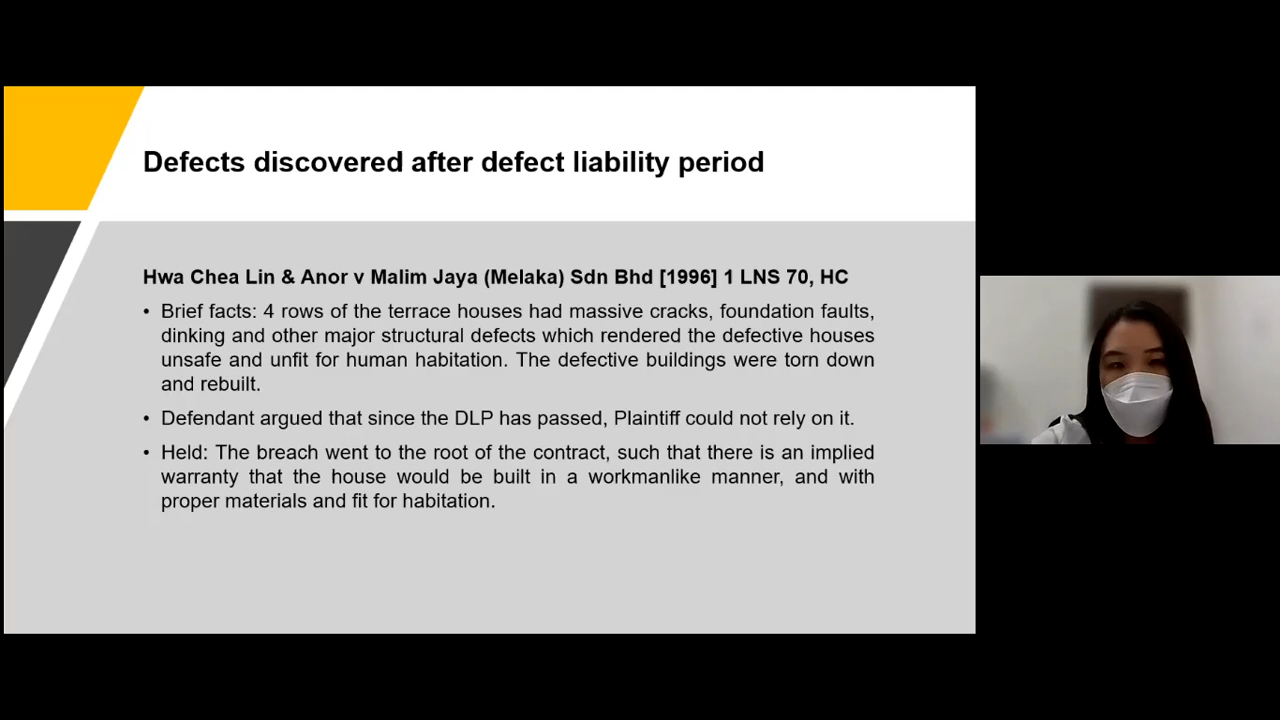 Defects discovered after defect liability period
Hwa Chea Lin & Anor v Malim Jaya (Melaka) Sdn Bhd [1996] 1 LNS 70, HC
• Brief facts: 4 rows of the terrace houses had massive cracks, foundation faults,
dinking and other major structural defects which rendered the defective houses
unsafe and unfit for human habitation. The defective buildings were torn down
and rebuilt.
• Defendant argued that since the DLP has passed, Plaintiff could not rely on it.
• Held: The breach went to the root of the contract, such that there is an implied
warranty that the house would be built in a workmanlike manner, and with
proper materials and fit for habitation.